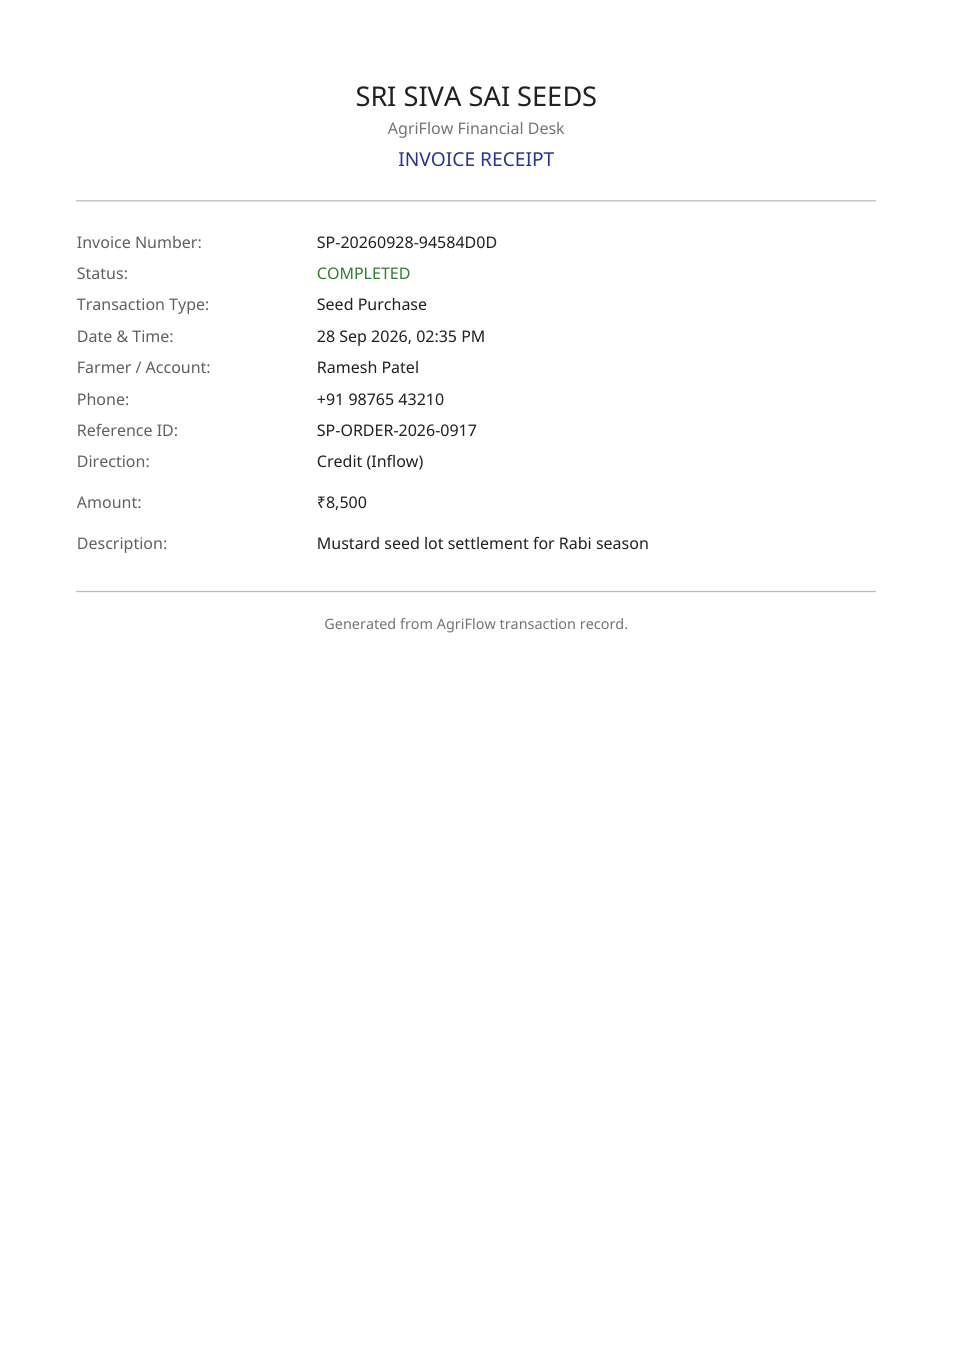 SRI SIVA SAI SEEDS
AgriFlow Financial Desk
INVOICE RECEIPT
Invoice Number: SP-20260928-94584D0D
Status: COMPLETED
Transaction Type: Seed Purchase
Date & Time: 28 Sep 2026, 02:35 PM
Farmer / Account: Ramesh Patel
Phone: +91 98765 43210
Reference ID: SP-ORDER-2026-0917
Direction: Credit (Inflow)
Amount: ₹8,500
Description: Mustard seed lot settlement for Rabi season
Generated from AgriFlow transaction record.